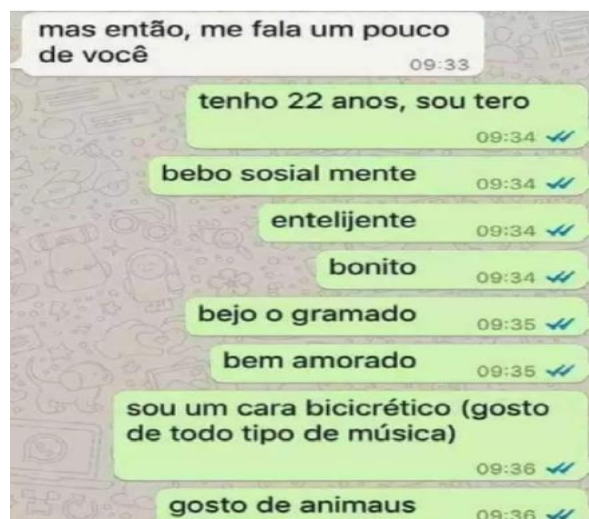 mas então, me fala um pouco
de você
09:33
tenho 22 anos, sou tero
09:34
bebo sosial mente
09:34
entelijente
09:34
bonito
09:34
bejo o gramado
09:35
bem amorado
09:35
sou um cara bicicrético (gosto
de todo tipo de música)
09:36
gosto de animaus
09:36